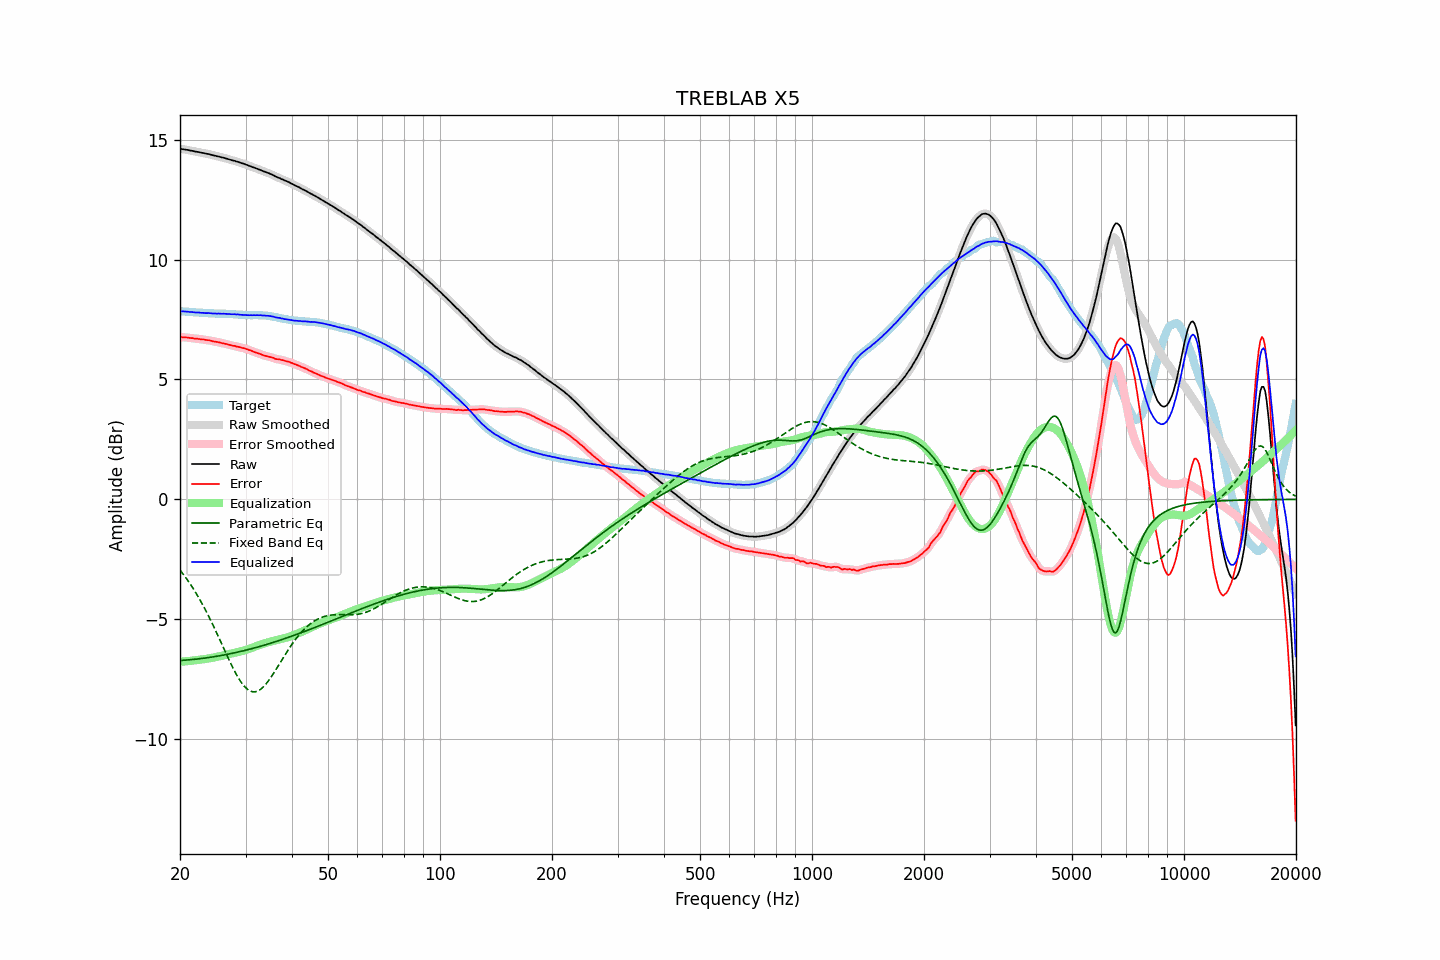 TREBLAB X5
15
10
5
0
−5
−10
Amplitude (dBr)
Target
Raw Smoothed
Error Smoothed
Raw
Error
Equalization
Parametric Eq
Fixed Band Eq
Equalized
20 50 100 200 500 1000 2000 5000 10000 20000
Frequency (Hz)